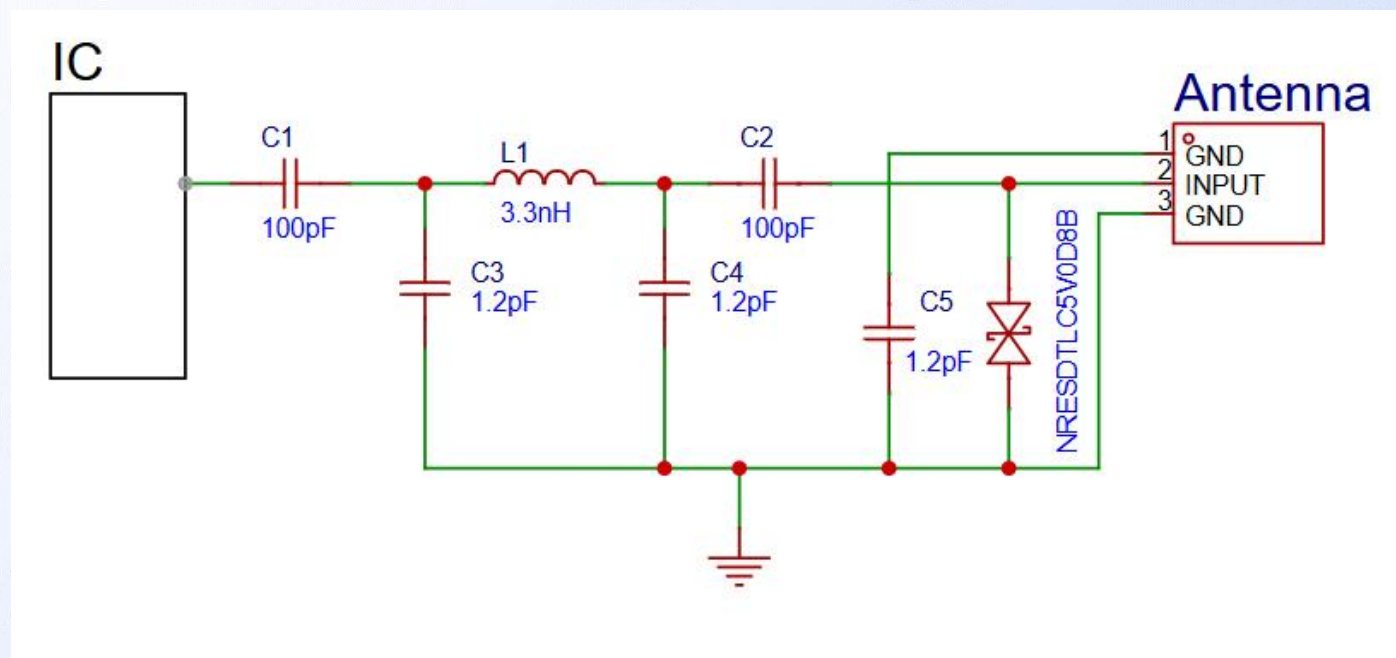 IC
Antenna
C1
100pF
L1
3.3nH
C2
100pF
1
GND
2
INPUT
3
GND
C3
1.2pF
C4
1.2pF
C5
1.2pF
NRESDTLC5V0D8B